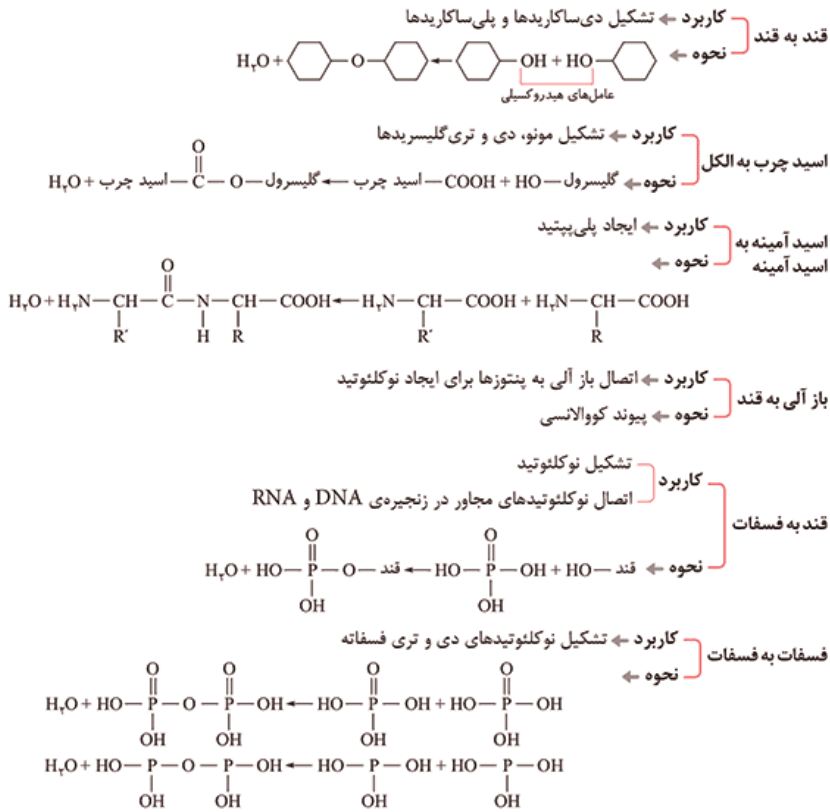 قند به قند
کاربرد ← تشکیل دی‌ساکاریدها و پلی‌ساکاریدها
نحوه ←
H۲O + —O— ← —OH + HO—
عامل‌های هیدروکسیلی
اسید چرب به الکل
کاربرد ← تشکیل مونو، دی و تری‌گلیسریدها
نحوه ←
O
H۲O + اسید چرب —C—O— گلیسرول ← اسید چرب —COOH + HO— گلیسرول
اسید آمینه به
اسید آمینه
کاربرد ← ایجاد پلی‌پپتید
نحوه ←
O
H۲O + H۲N—CH—C—N—CH—COOH ← H۲N—CH—COOH + H۲N—CH—COOH
R′ H R R′ R
باز آلی به قند
کاربرد ← اتصال باز آلی به پنتوزها برای ایجاد نوکلئوتید
نحوه ← پیوند کووالانسی
قند به فسفات
کاربرد
تشکیل نوکلئوتید
اتصال نوکلئوتیدهای مجاور در زنجیره‌ی DNA و RNA
نحوه ←
O O
H۲O + HO—P—O— قند ← HO—P—OH + HO— قند
OH OH
فسفات به فسفات
کاربرد ← تشکیل نوکلئوتیدهای دی و تری فسفاته
نحوه ←
O O O O
H۲O + HO—P—O—P—OH ← HO—P—OH + HO—P—OH
OH OH OH OH
H۲O + HO—P—O—P—OH ← HO—P—OH + HO—P—OH
OH OH OH OH